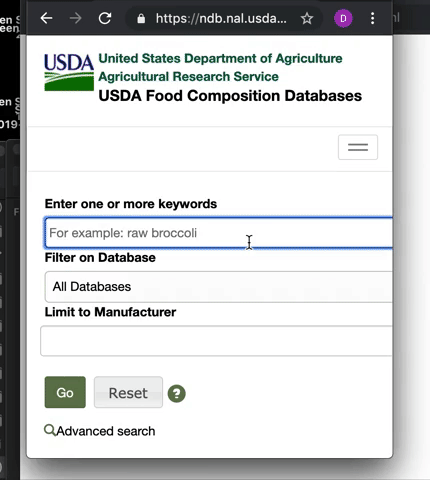 https://ndb.nal.usda...
D
USDA
United States Department of Agriculture
Agricultural Research Service
USDA Food Composition Databases
Enter one or more keywords
For example: raw broccoli
Filter on Database
All Databases
Limit to Manufacturer
Go
Reset
?
Advanced search